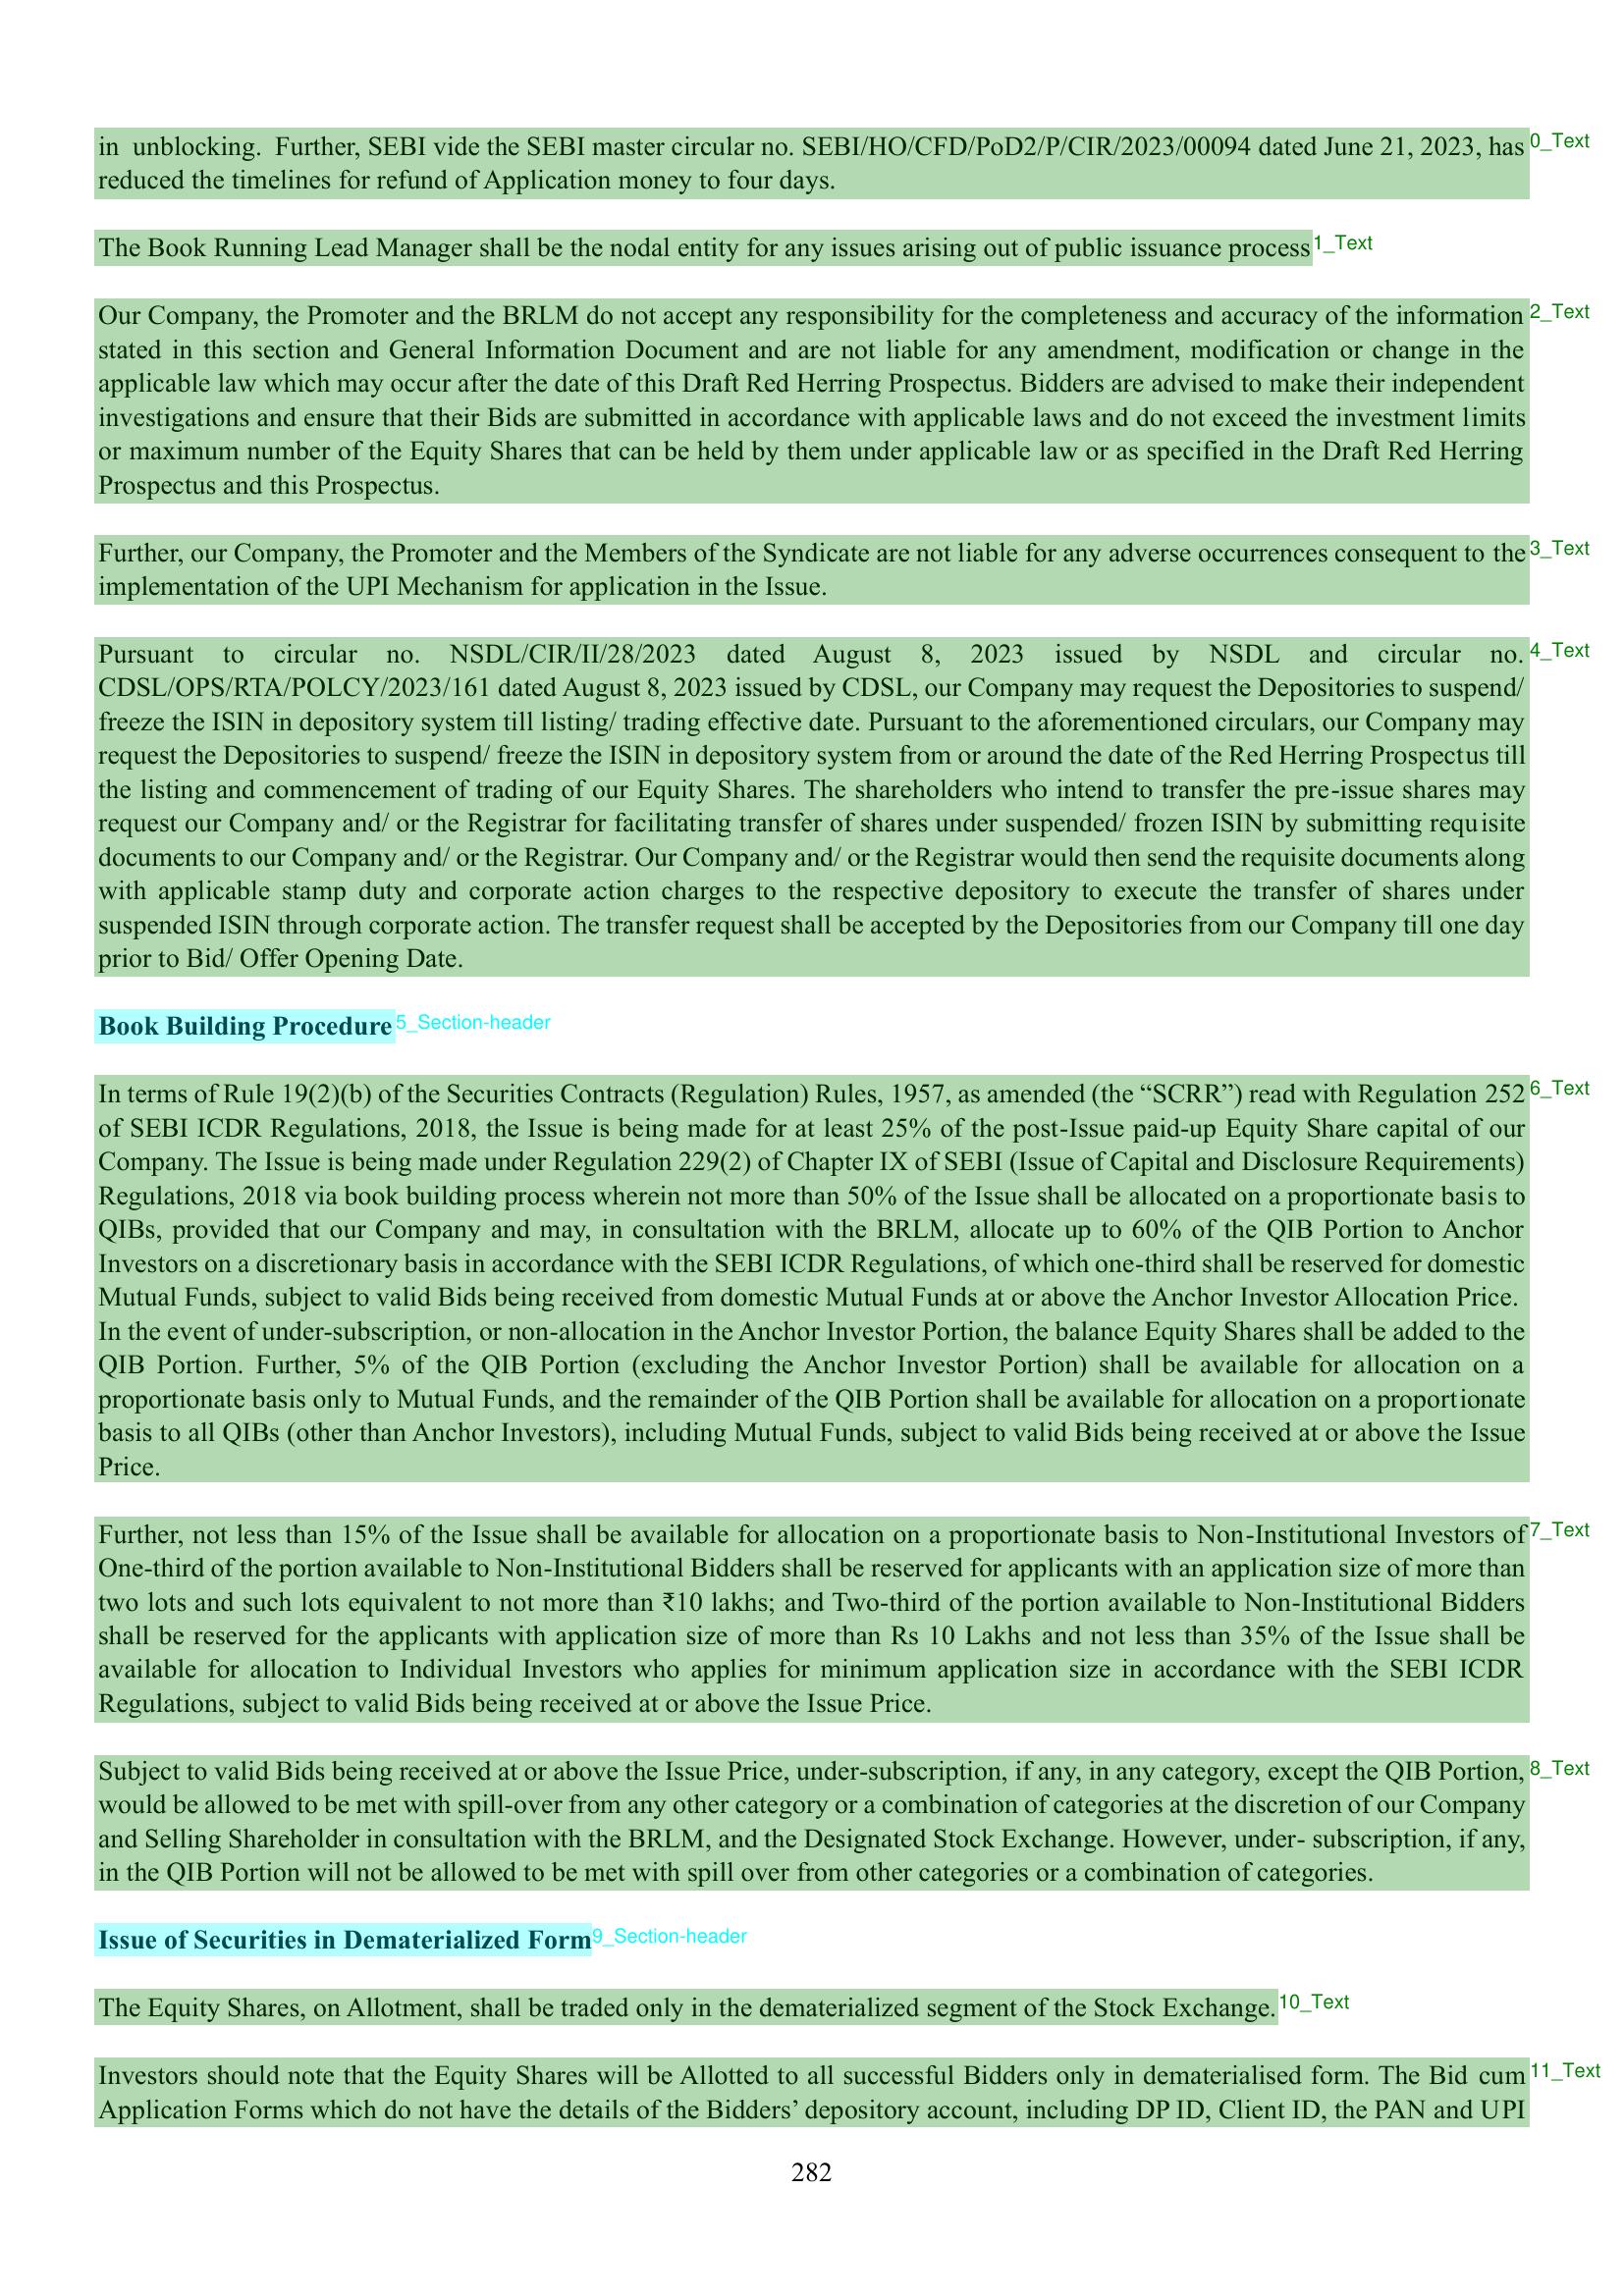 in unblocking. Further, SEBI vide the SEBI master circular no. SEBI/HO/CFD/PoD2/P/CIR/2023/00094 dated June 21, 2023, has 0_Text
reduced the timelines for refund of Application money to four days.
The Book Running Lead Manager shall be the nodal entity for any issues arising out of public issuance process 1_Text
Our Company, the Promoter and the BRLM do not accept any responsibility for the completeness and accuracy of the information 2_Text
stated in this section and General Information Document and are not liable for any amendment, modification or change in the
applicable law which may occur after the date of this Draft Red Herring Prospectus. Bidders are advised to make their independent
investigations and ensure that their Bids are submitted in accordance with applicable laws and do not exceed the investment limits
or maximum number of the Equity Shares that can be held by them under applicable law or as specified in the Draft Red Herring
Prospectus and this Prospectus.
Further, our Company, the Promoter and the Members of the Syndicate are not liable for any adverse occurrences consequent to the 3_Text
implementation of the UPI Mechanism for application in the Issue.
Pursuant to circular no. NSDL/CIR/II/28/2023 dated August 8, 2023 issued by NSDL and circular no. 4_Text
CDSL/OPS/RTA/POLCY/2023/161 dated August 8, 2023 issued by CDSL, our Company may request the Depositories to suspend/
freeze the ISIN in depository system till listing/ trading effective date. Pursuant to the aforementioned circulars, our Company may
request the Depositories to suspend/ freeze the ISIN in depository system from or around the date of the Red Herring Prospectus till
the listing and commencement of trading of our Equity Shares. The shareholders who intend to transfer the pre-issue shares may
request our Company and/ or the Registrar for facilitating transfer of shares under suspended/ frozen ISIN by submitting requisite
documents to our Company and/ or the Registrar. Our Company and/ or the Registrar would then send the requisite documents along
with applicable stamp duty and corporate action charges to the respective depository to execute the transfer of shares under
suspended ISIN through corporate action. The transfer request shall be accepted by the Depositories from our Company till one day
prior to Bid/ Offer Opening Date.
Book Building Procedure 5_Section-header
In terms of Rule 19(2)(b) of the Securities Contracts (Regulation) Rules, 1957, as amended (the “SCRR”) read with Regulation 252 6_Text
of SEBI ICDR Regulations, 2018, the Issue is being made for at least 25% of the post-Issue paid-up Equity Share capital of our
Company. The Issue is being made under Regulation 229(2) of Chapter IX of SEBI (Issue of Capital and Disclosure Requirements)
Regulations, 2018 via book building process wherein not more than 50% of the Issue shall be allocated on a proportionate basis to
QIBs, provided that our Company and may, in consultation with the BRLM, allocate up to 60% of the QIB Portion to Anchor
Investors on a discretionary basis in accordance with the SEBI ICDR Regulations, of which one-third shall be reserved for domestic
Mutual Funds, subject to valid Bids being received from domestic Mutual Funds at or above the Anchor Investor Allocation Price.
In the event of under-subscription, or non-allocation in the Anchor Investor Portion, the balance Equity Shares shall be added to the
QIB Portion. Further, 5% of the QIB Portion (excluding the Anchor Investor Portion) shall be available for allocation on a
proportionate basis only to Mutual Funds, and the remainder of the QIB Portion shall be available for allocation on a proportionate
basis to all QIBs (other than Anchor Investors), including Mutual Funds, subject to valid Bids being received at or above the Issue
Price.
Further, not less than 15% of the Issue shall be available for allocation on a proportionate basis to Non-Institutional Investors of 7_Text
One-third of the portion available to Non-Institutional Bidders shall be reserved for applicants with an application size of more than
two lots and such lots equivalent to not more than ₹10 lakhs; and Two-third of the portion available to Non-Institutional Bidders
shall be reserved for the applicants with application size of more than Rs 10 Lakhs and not less than 35% of the Issue shall be
available for allocation to Individual Investors who applies for minimum application size in accordance with the SEBI ICDR
Regulations, subject to valid Bids being received at or above the Issue Price.
Subject to valid Bids being received at or above the Issue Price, under-subscription, if any, in any category, except the QIB Portion, 8_Text
would be allowed to be met with spill-over from any other category or a combination of categories at the discretion of our Company
and Selling Shareholder in consultation with the BRLM, and the Designated Stock Exchange. However, under- subscription, if any,
in the QIB Portion will not be allowed to be met with spill over from other categories or a combination of categories.
Issue of Securities in Dematerialized Form 9_Section-header
The Equity Shares, on Allotment, shall be traded only in the dematerialized segment of the Stock Exchange. 10_Text
Investors should note that the Equity Shares will be Allotted to all successful Bidders only in dematerialised form. The Bid cum 11_Text
Application Forms which do not have the details of the Bidders’ depository account, including DP ID, Client ID, the PAN and UPI
282